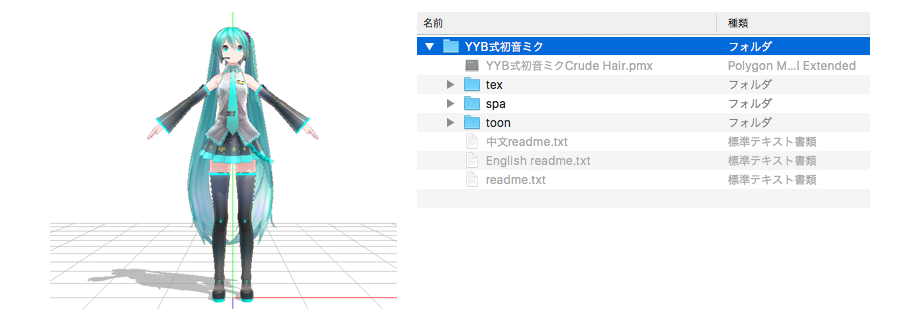 名前 種類
YYB式初音ミク フォルダ
YYB式初音ミクCrude Hair.pmx Polygon M...l Extended
tex フォルダ
spa フォルダ
toon フォルダ
中文readme.txt 標準テキスト書類
English readme.txt 標準テキスト書類
readme.txt 標準テキスト書類